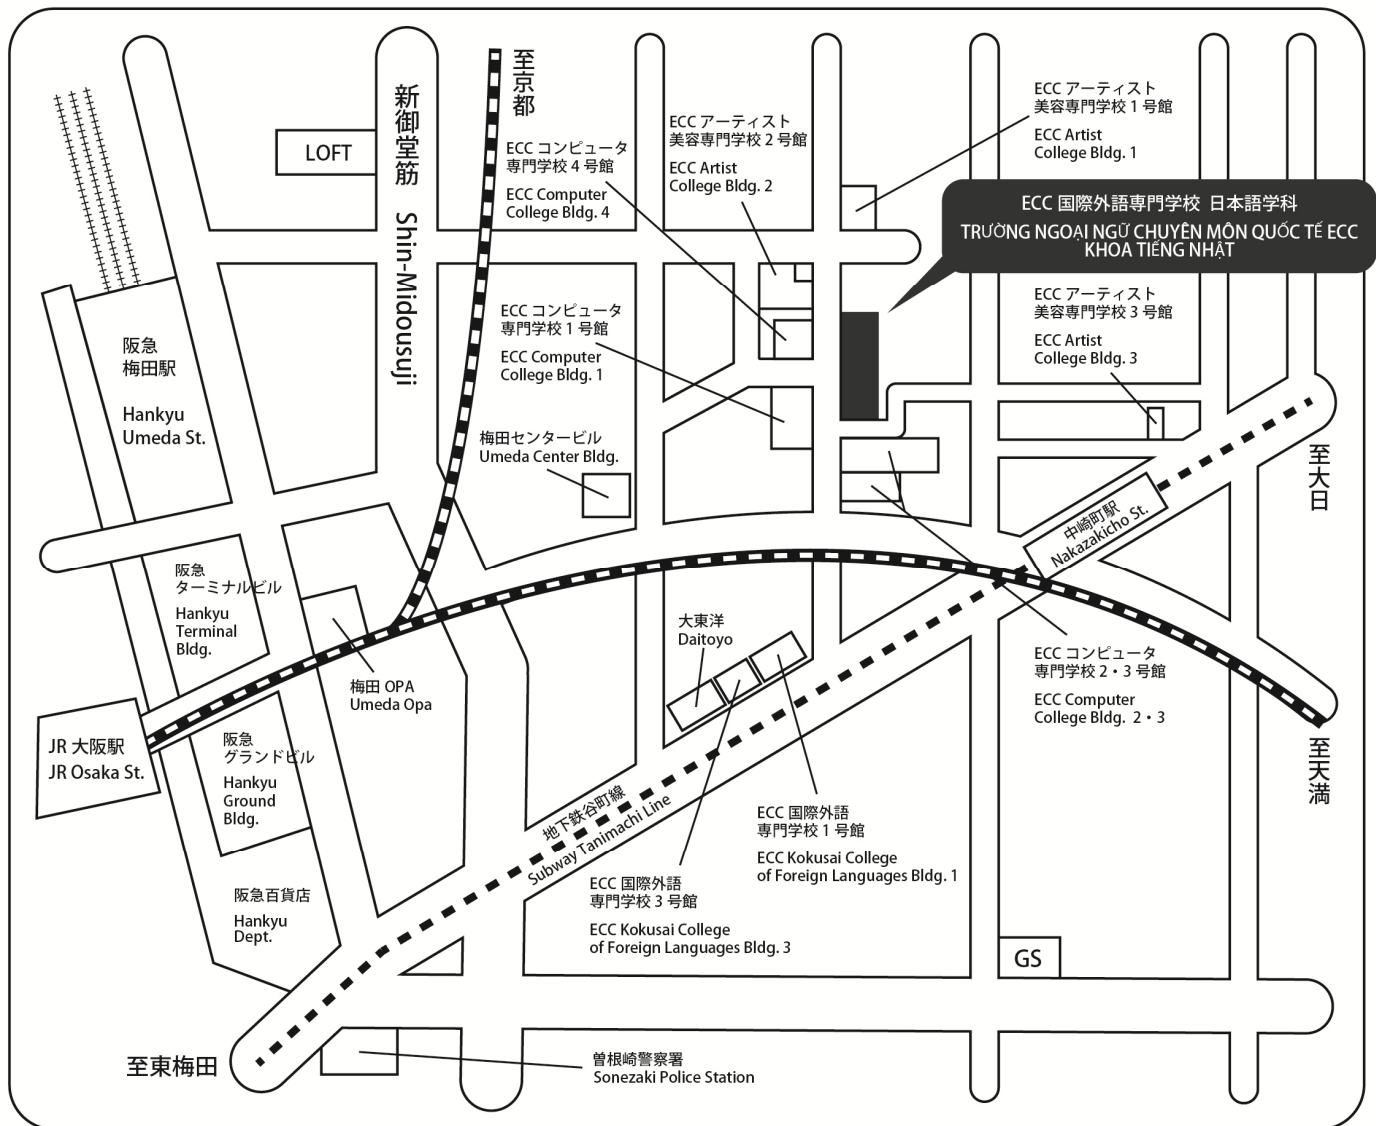 至京都
新御堂筋 Shin-Midousuji
LOFT
ECC アーティスト
美容専門学校 1 号館
ECC Artist
College Bldg. 1
ECC アーティスト
美容専門学校 2 号館
ECC Artist
College Bldg. 2
ECC コンピュータ
専門学校 4 号館
ECC Computer
College Bldg. 4
ECC 国際外語専門学校 日本語学科
TRƯỜNG NGOẠI NGỮ CHUYÊN MÔN QUỐC TẾ ECC
KHOA TIẾNG NHẬT
ECC アーティスト
美容専門学校 3 号館
ECC Artist
College Bldg. 3
ECC コンピュータ
専門学校 1 号館
ECC Computer
College Bldg. 1
阪急
梅田駅
Hankyu
Umeda St.
梅田センタービル
Umeda Center Bldg.
至大日
中崎町駅
Nakazakicho St.
阪急
ターミナルビル
Hankyu
Terminal
Bldg.
大東洋
Daitoyo
ECC コンピュータ
専門学校 2・3 号館
ECC Computer
College Bldg. 2・3
梅田 OPA
Umeda Opa
JR 大阪駅
JR Osaka St.
阪急
グランドビル
Hankyu
Ground
Bldg.
至天満
地下鉄谷町線
Subway Tanimachi Line
ECC 国際外語
専門学校 1 号館
ECC Kokusai College
of Foreign Languages Bldg. 1
ECC 国際外語
専門学校 3 号館
ECC Kokusai College
of Foreign Languages Bldg. 3
阪急百貨店
Hankyu
Dept.
GS
至東梅田
曽根崎警察署
Sonezaki Police Station